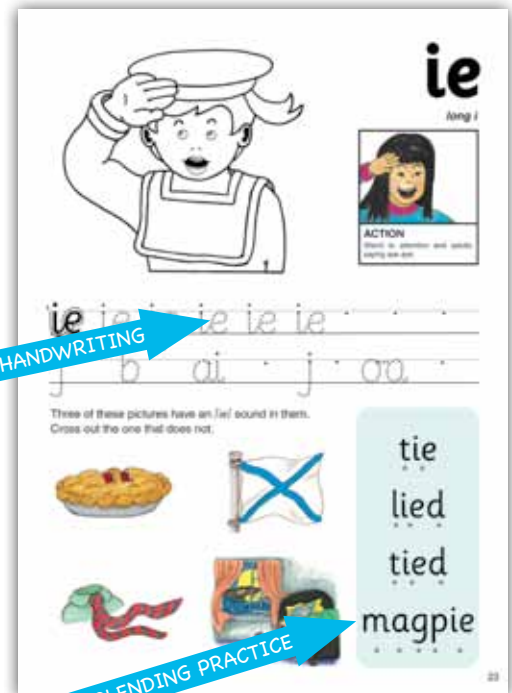 ie
long i
ACTION
Stand to attention and salute, saying aye aye.
ie ie ie ie ie ie
HANDWRITING
j b ai j oa
Three of these pictures have an /ie/ sound in them.
Cross out the one that does not.
tie
lied
tied
magpie
BLENDING PRACTICE
23